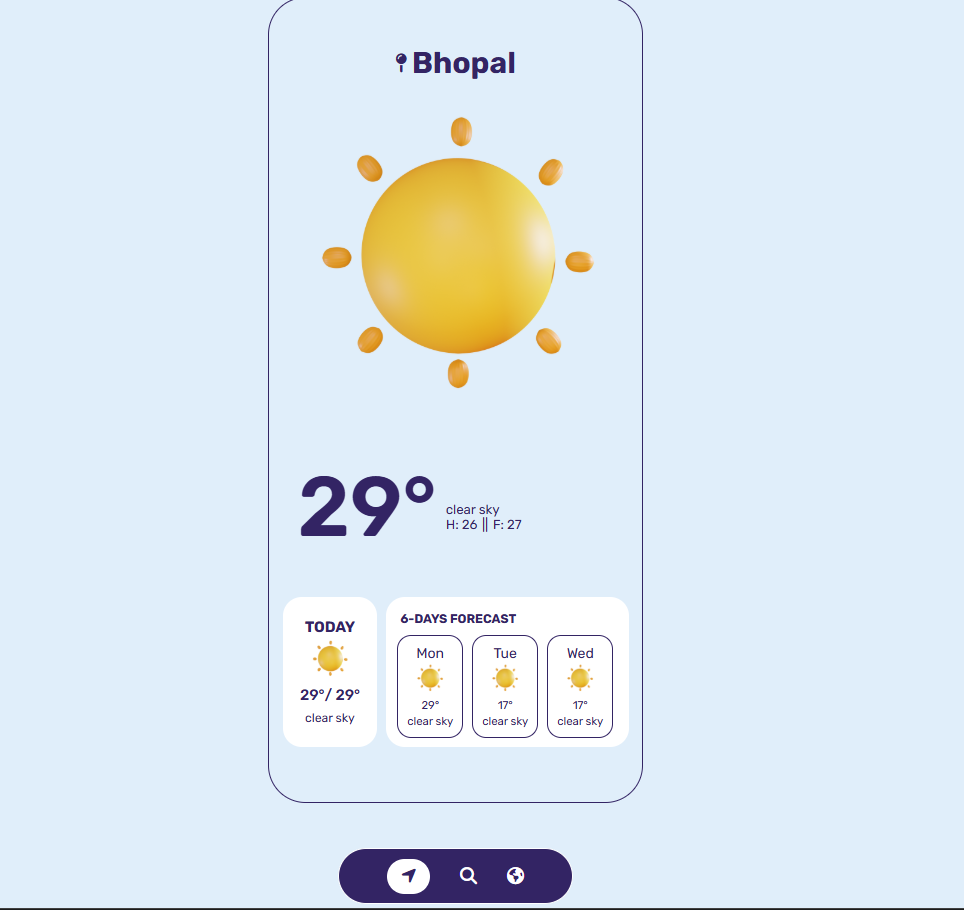 Bhopal
29°
clear sky
H: 26 || F: 27
TODAY
29°/ 29°
clear sky
6-DAYS FORECAST
Mon
29°
clear sky
Tue
17°
clear sky
Wed
17°
clear sky